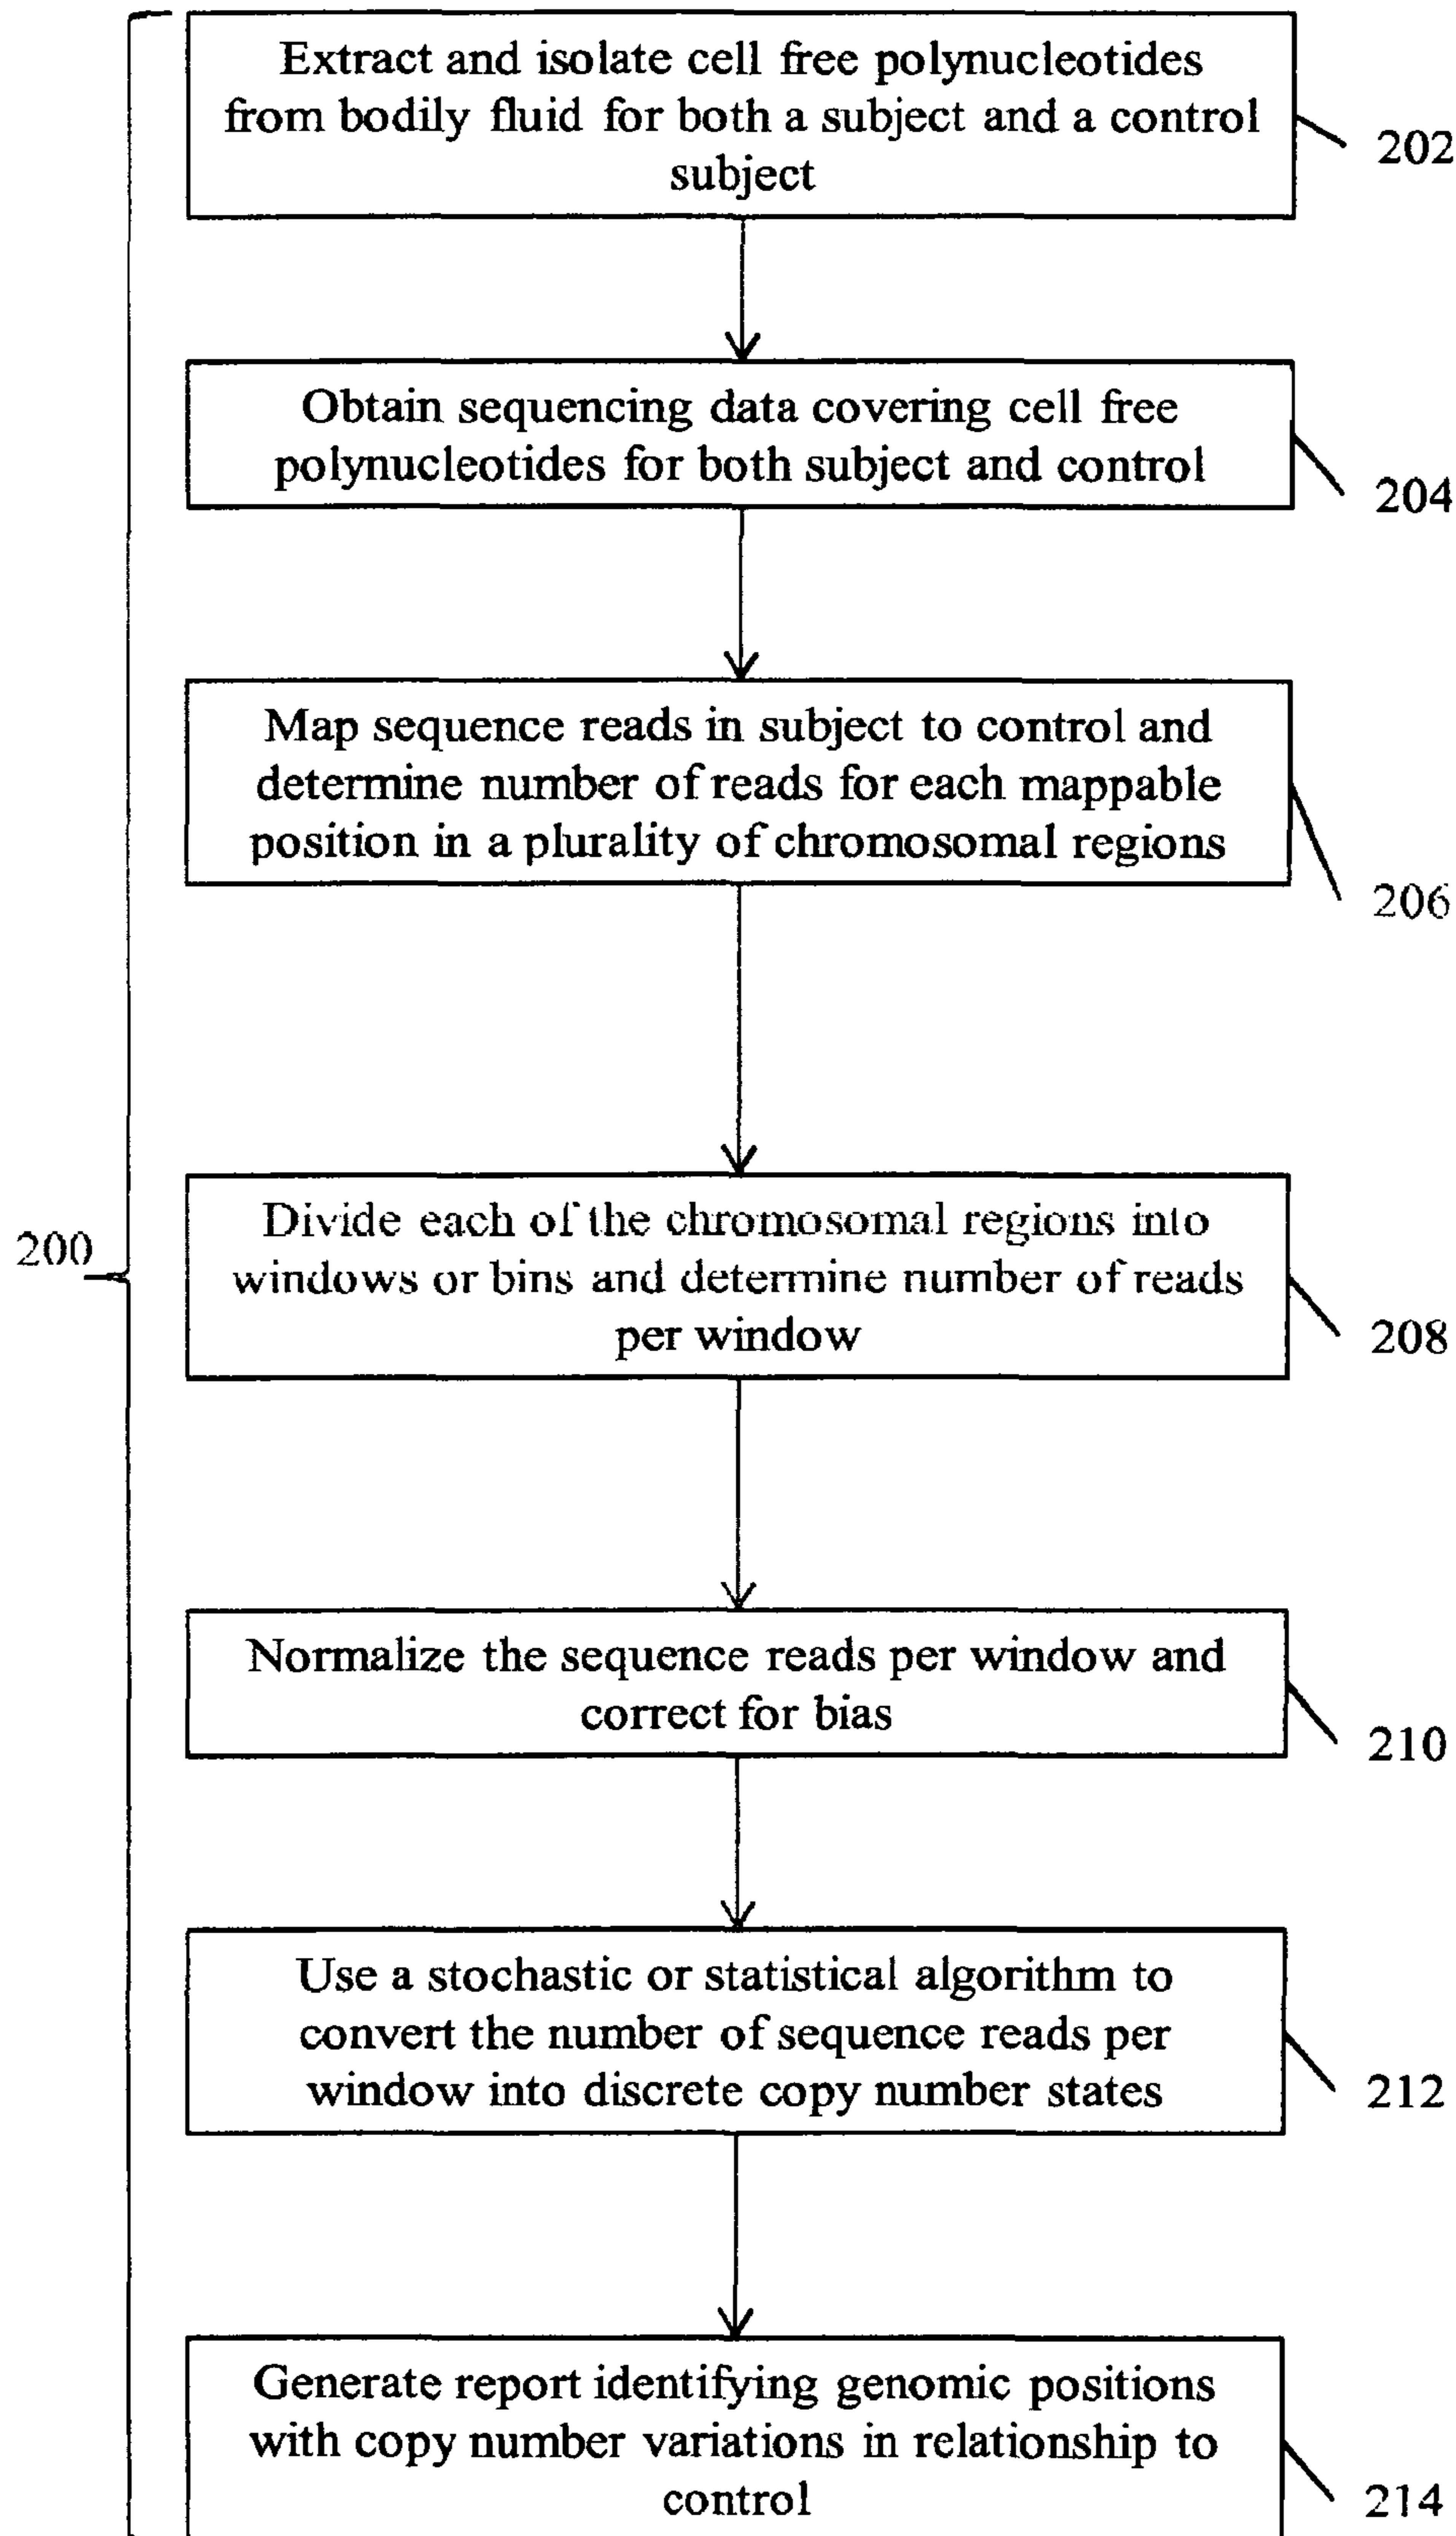 Extract and isolate cell free polynucleotides
from bodily fluid for both a subject and a control
subject
202
Obtain sequencing data covering cell free
polynucleotides for both subject and control
204
Map sequence reads in subject to control and
determine number of reads for each mappable
position in a plurality of chromosomal regions
206
200
Divide each of the chromosomal regions into
windows or bins and determine number of reads
per window
208
Normalize the sequence reads per window and
correct for bias
210
Use a stochastic or statistical algorithm to
convert the number of sequence reads per
window into discrete copy number states
212
Generate report identifying genomic positions
with copy number variations in relationship to
control
214